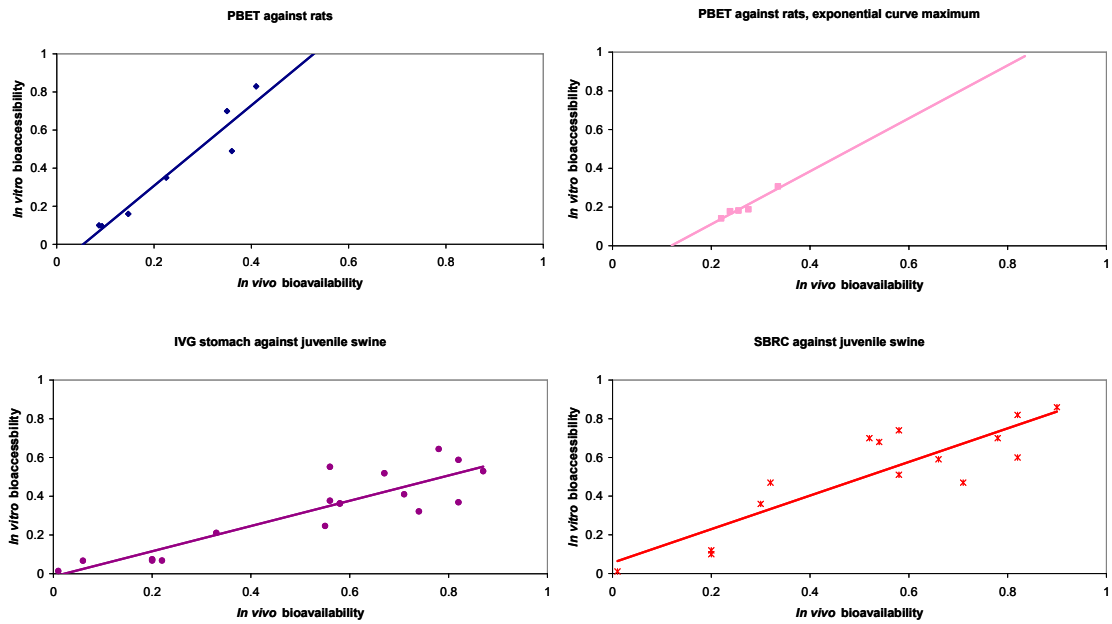 PBET against rats
In vitro bioaccessibility
1
0.8
0.6
0.4
0.2
0
0 0.2 0.4 0.6 0.8 1
In vivo bioavailability
PBET against rats, exponential curve maximum
In vitro bioaccessibility
1
0.8
0.6
0.4
0.2
0
0 0.2 0.4 0.6 0.8 1
In vivo bioavailability
IVG stomach against juvenile swine
In vitro bioaccessbility
1
0.8
0.6
0.4
0.2
0
0 0.2 0.4 0.6 0.8 1
In vivo bioavailability
SBRC against juvenile swine
In vitro bioaccessibility
1
0.8
0.6
0.4
0.2
0
0 0.2 0.4 0.6 0.8 1
In vivo bioavailability